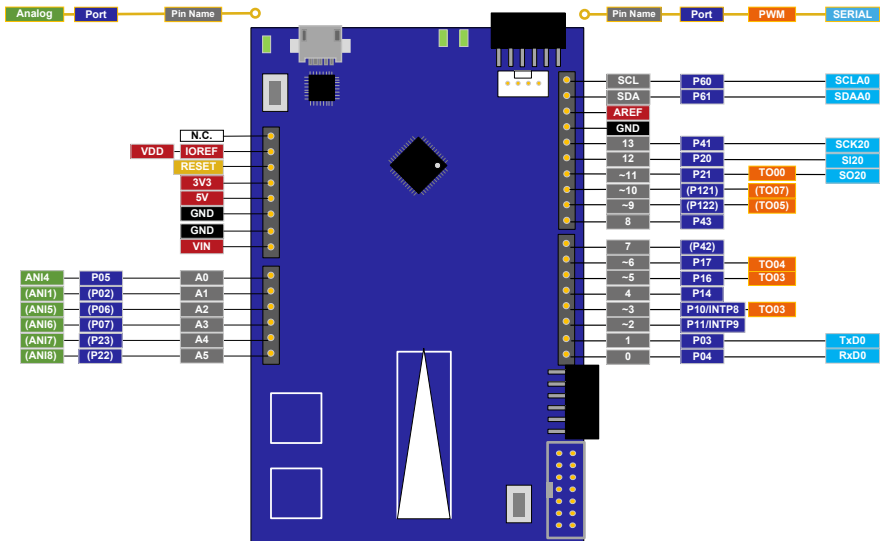 Analog Port Pin Name
Pin Name Port PWM SERIAL
N.C.
VDD IOREF
RESET
3V3
5V
GND
GND
VIN
ANI4 P05 A0
(ANI1) (P02) A1
(ANI5) (P06) A2
(ANI6) (P07) A3
(ANI7) (P23) A4
(ANI8) (P22) A5
SCL P60 SCLA0
SDA P61 SDAA0
AREF
GND
13 P41 SCK20
12 P20 SI20
~11 P21 TO00 SO20
~10 (P121) (TO07)
~9 (P122) (TO05)
8 P43
7 (P42)
~6 P17 TO04
~5 P16 TO03
4 P14
~3 P10/INTP8 TO03
~2 P11/INTP9
1 P03 TxD0
0 P04 RxD0